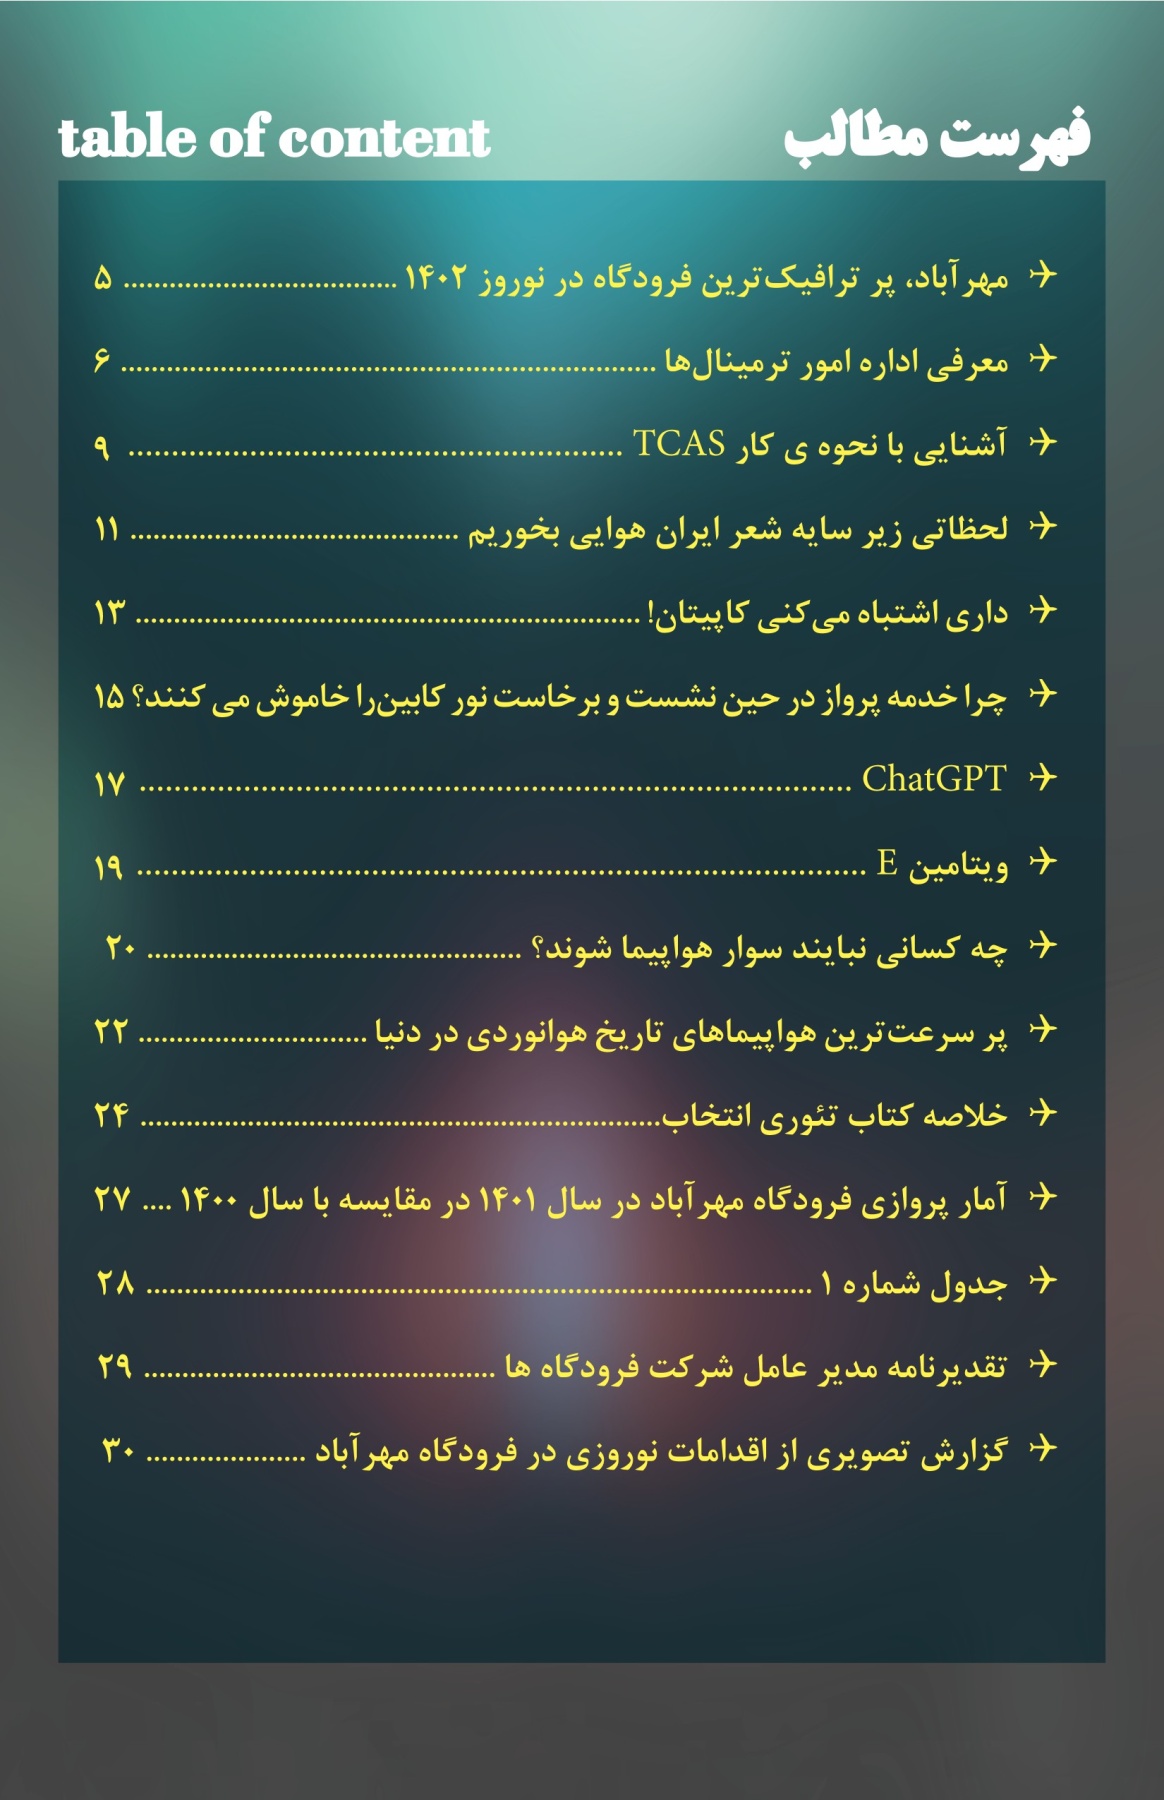 فهرست مطالب
table of content
مهرآباد، پر ترافیک‌ترین فرودگاه در نوروز ۱۴۰۲ .................................... ۵
معرفی اداره امور ترمینال‌ها ...................................................................... ۶
آشنایی با نحوه ی کار TCAS ......................................................... ۹
لحظاتی زیر سایه شعر ایران هوایی بخوریم ........................................... ۱۱
داری اشتباه می‌کنی کاپیتان! .................................................................. ۱۳
چرا خدمه پرواز در حین نشست و برخاست نور کابین‌را خاموش می کنند؟ ۱۵
ChatGPT .................................................................................. ۱۷
ویتامین E .................................................................................... ۱۹
چه کسانی نبایند سوار هواپیما شوند؟ ................................................. ۲۰
پر سرعت‌ترین هواپیماهای تاریخ هوانوردی در دنیا .............................. ۲۲
خلاصه کتاب تئوری انتخاب.................................................................... ۲۴
آمار پروازی فرودگاه مهرآباد در سال ۱۴۰۱ در مقایسه با سال ۱۴۰۰ .... ۲۷
جدول شماره ۱ ....................................................................................... ۲۸
تقدیرنامه مدیر عامل شرکت فرودگاه ها .............................................. ۲۹
گزارش تصویری از اقدامات نوروزی در فرودگاه مهرآباد ..................... ۳۰